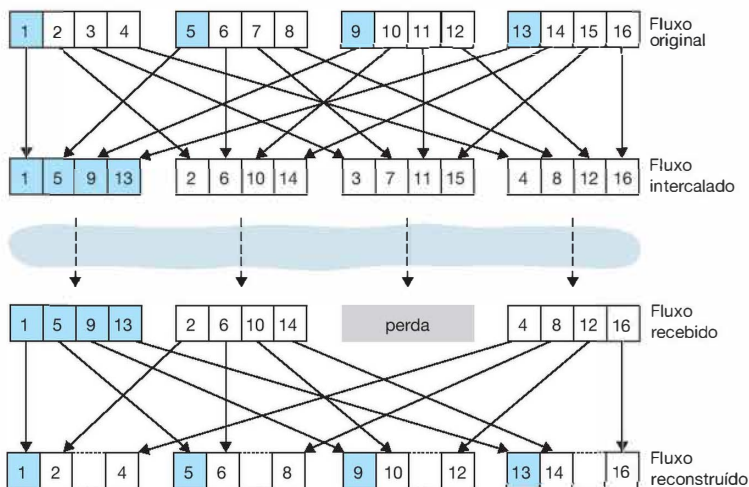 1 2 3 4 5 6 7 8 9 10 11 12 13 14 15 16 Fluxo
original
1 5 9 13 2 6 10 14 3 7 11 15 4 8 12 16 Fluxo
intercalado
1 5 9 13 2 6 10 14 perda 4 8 12 16 Fluxo
recebido
1 2 4 5 6 8 9 10 12 13 14 16 Fluxo
reconstruído